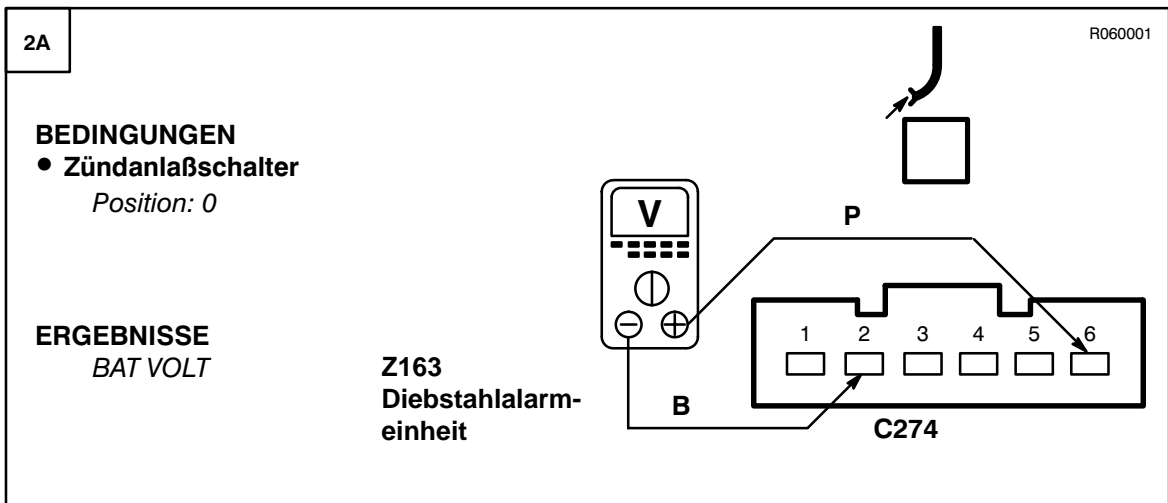 2A
R060001
BEDINGUNGEN
• Zündanlaßschalter
Position: 0
V
P
ERGEBNISSE
BAT VOLT
1 2 3 4 5 6
Z163
Diebstahlalarm-
einheit
B
C274